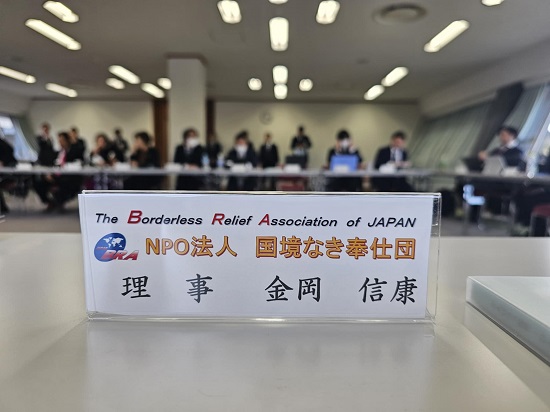 The Borderless Relief Association of JAPAN
BRA NPO法人 国境なき奉仕団
理 事 金岡 信康